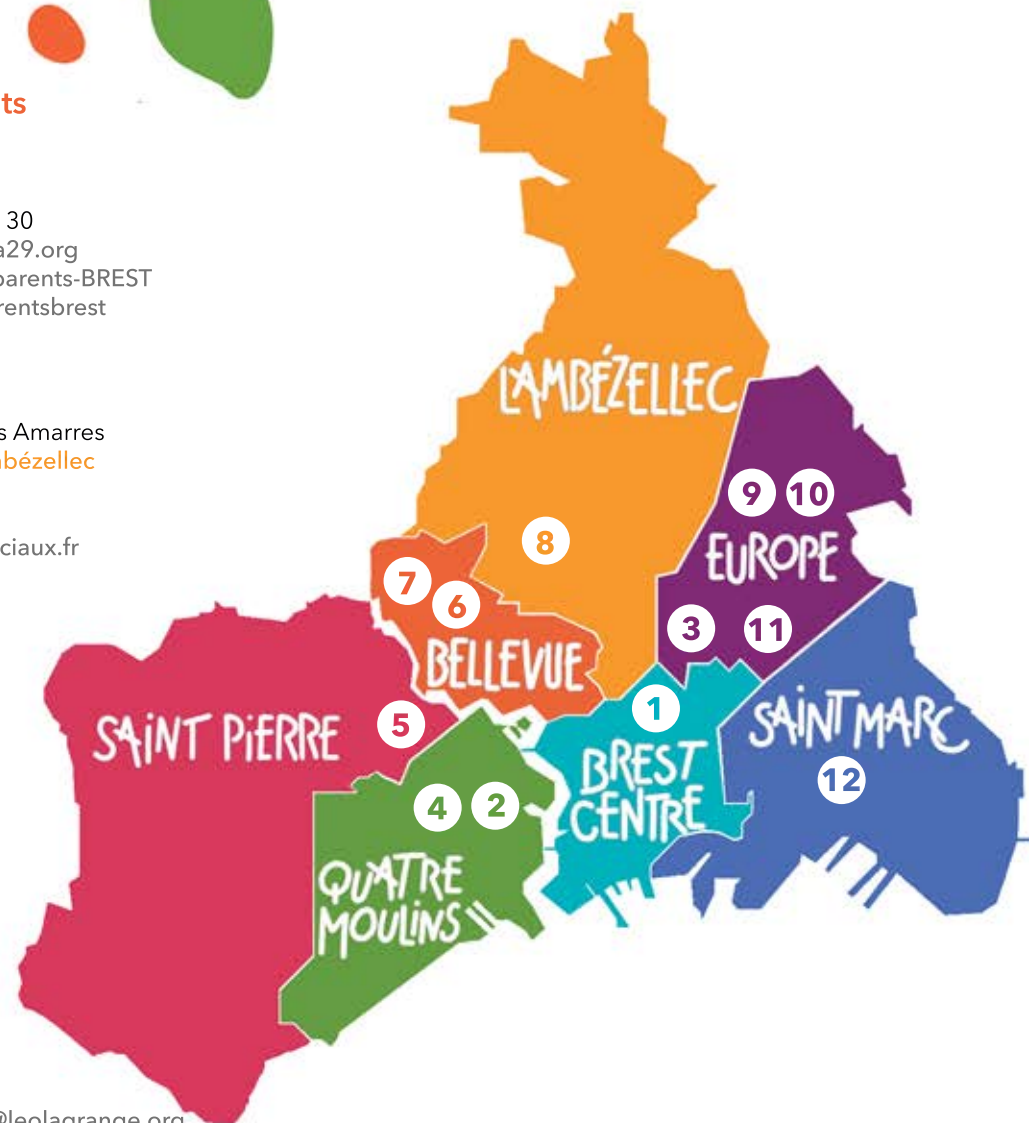 ts
30
a29.org
parents-BREST
rentsbrest
s Amarres
bézellec
ciaux.fr
LAMBÉZELLEC
9 10
8
EUROPE
7
6
3 11
BELLEVUE
1
5
SAINT PIERRE
SAINT MARC
BREST
CENTRE
12
4 2
QUATRE
MOULINS
@leolagrange.org